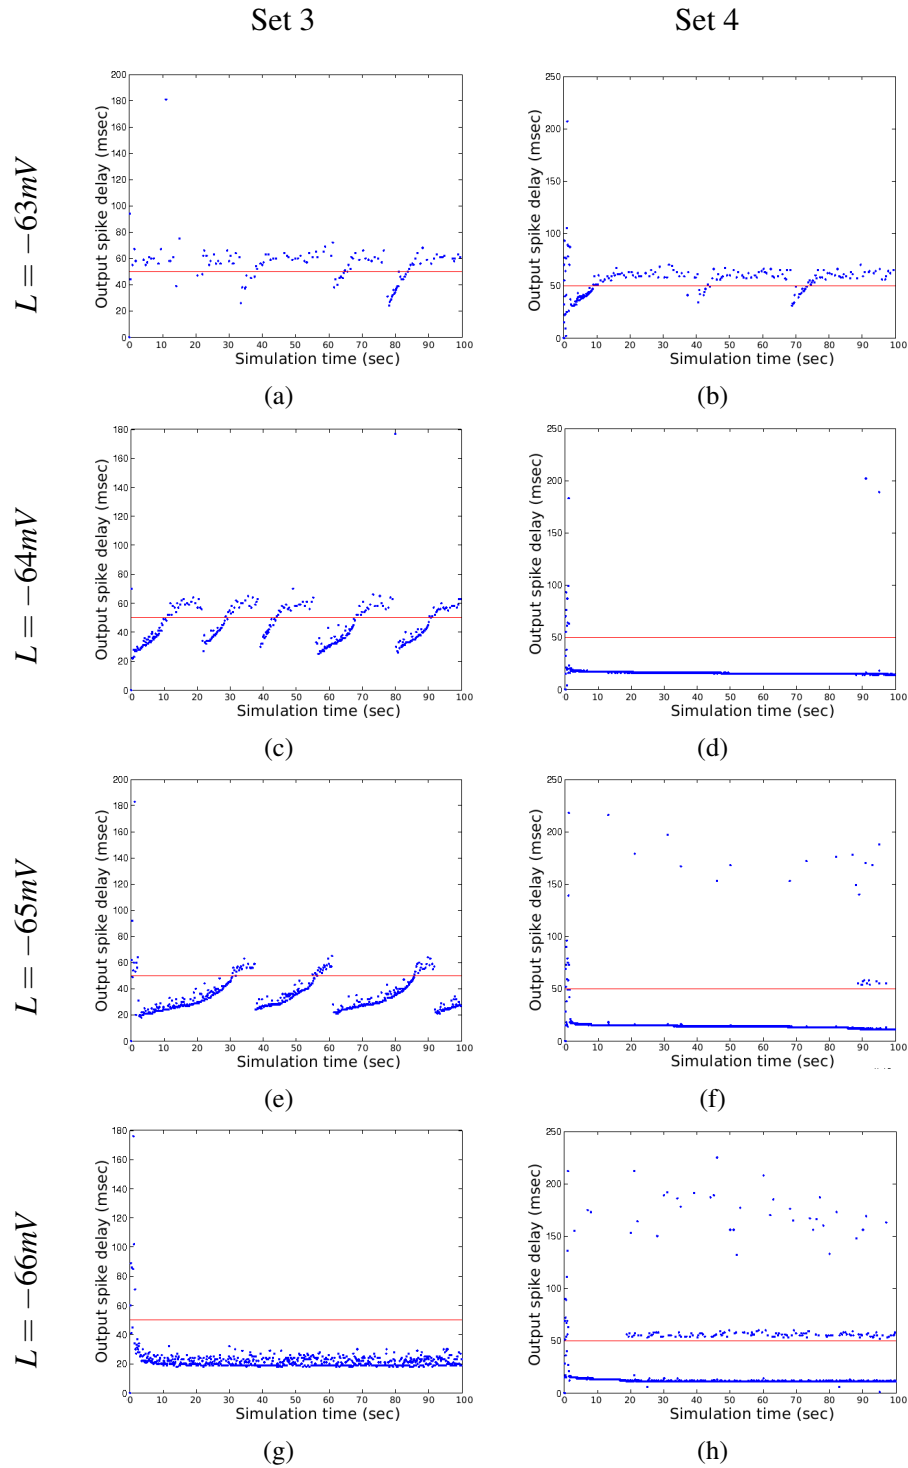 Set 3
Set 4
L = −63mV
200
180
160
140
120
100
80
60
40
20
0
Output spike delay (msec)
0 10 20 30 40 50 60 70 80 90 100
Simulation time (sec)
(a)
250
200
150
100
50
0
Output spike delay (msec)
0 10 20 30 40 50 60 70 80 90 100
Simulation time (sec)
(b)
L = −64mV
180
160
140
120
100
80
60
40
20
0
Output spike delay (msec)
0 10 20 30 40 50 60 70 80 90 100
Simulation time (sec)
(c)
250
200
150
100
50
0
Output spike delay (msec)
0 10 20 30 40 50 60 70 80 90 100
Simulation time (sec)
(d)
L = −65mV
200
180
160
140
120
100
80
60
40
20
0
Output spike delay (msec)
0 10 20 30 40 50 60 70 80 90 100
Simulation time (sec)
(e)
250
200
150
100
50
0
Output spike delay (msec)
0 10 20 30 40 50 60 70 80 90 100
Simulation time (sec)
(f)
L = −66mV
180
160
140
120
100
80
60
40
20
0
Output spike delay (msec)
0 10 20 30 40 50 60 70 80 90 100
Simulation time (sec)
(g)
250
200
150
100
50
0
Output spike delay (msec)
0 10 20 30 40 50 60 70 80 90 100
Simulation time (sec)
(h)